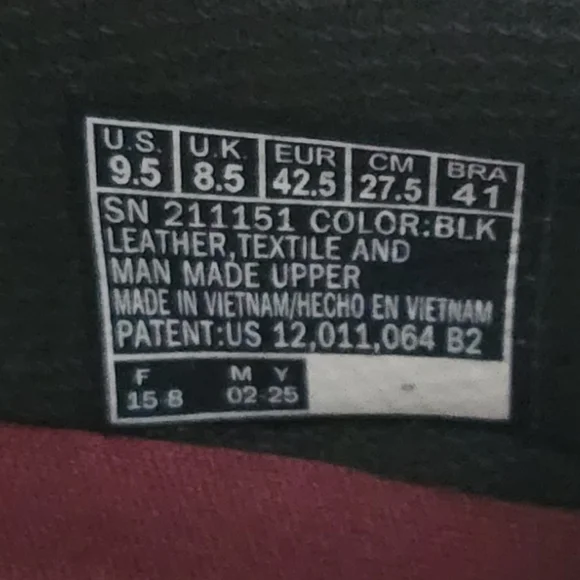 U.S. U.K. EUR CM BRA
9.5 8.5 42.5 27.5 41
SN 211151 COLOR:BLK
LEATHER,TEXTILE AND
MAN MADE UPPER
MADE IN VIETNAM/HECHO EN VIETNAM
PATENT:US 12,011,064 B2
F M Y
15 8 02 25